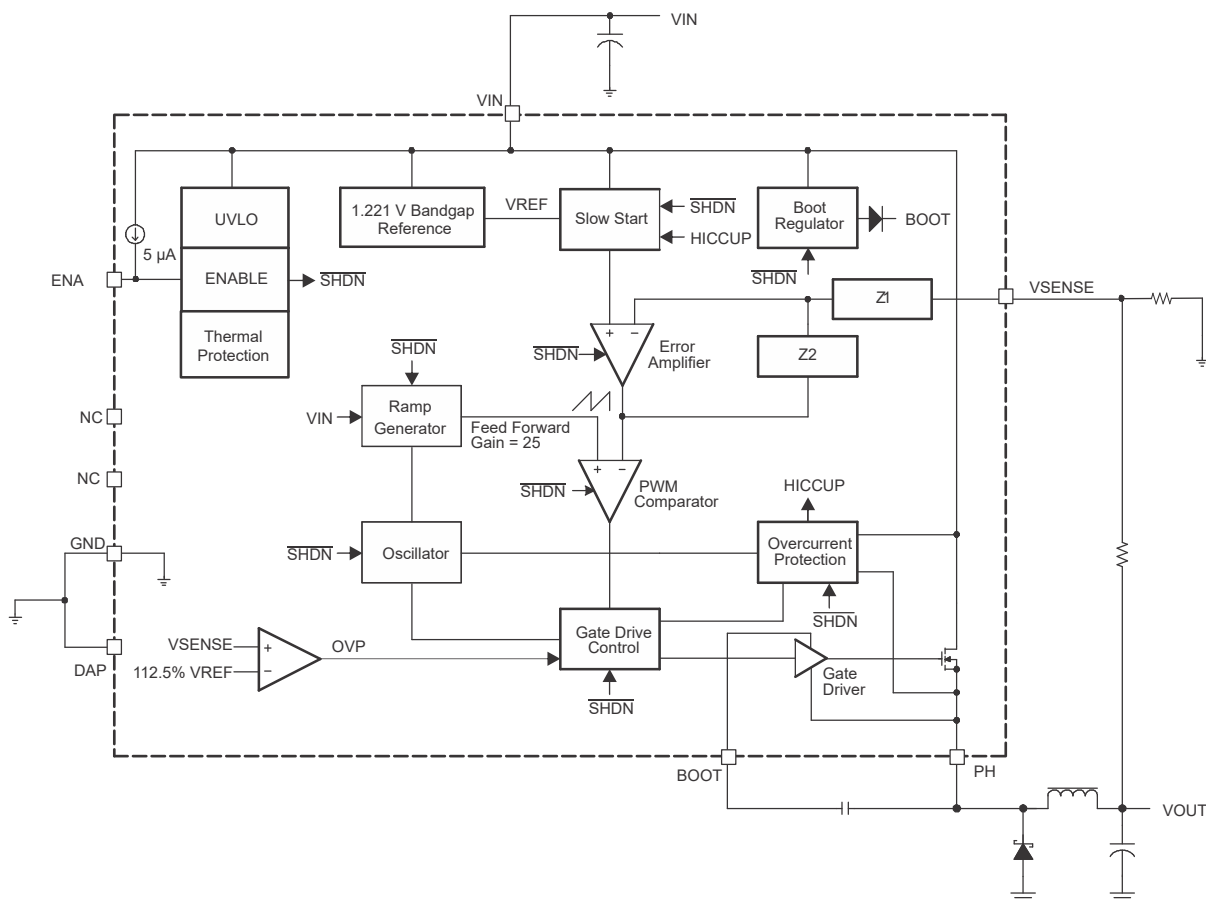 VIN
VIN
UVLO
1.221 V Bandgap
Reference
VREF
Slow Start
SHDN
HICCUP
Boot
Regulator
BOOT
5 µA
ENA
ENABLE
SHDN
SHDN
Z1
VSENSE
Thermal
Protection
SHDN
+ −
Error
Amplifier
Z2
SHDN
NC
VIN
Ramp
Generator
Feed Forward
Gain = 25
NC
+ −
SHDN
PWM
Comparator
HICCUP
GND
SHDN
Oscillator
Overcurrent
Protection
SHDN
DAP
VSENSE
+
112.5% VREF
−
OVP
Gate Drive
Control
SHDN
Gate
Driver
BOOT
PH
VOUT